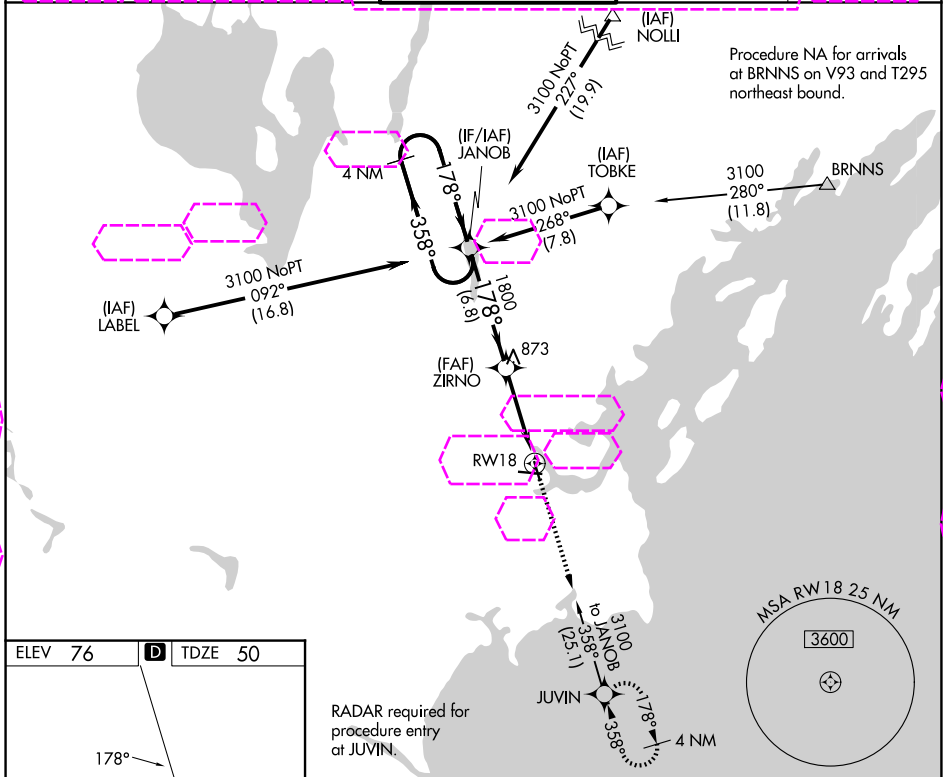 (IAF)
NOLLI
3100 NoPT
227°
(19.9)
Procedure NA for arrivals
at BRNNS on V93 and T295
northeast bound.
(IF/IAF)
JANOB
4 NM
178°
358°
(IAF)
TOBKE
3100 NoPT
268°
(7.8)
3100
280°
(11.8)
BRNNS
3100 NoPT
092°
(16.8)
(IAF)
LABEL
1800
178°
(6.8)
873
(FAF)
ZIRNO
RW18
3100
to JANOB
358°
(25.1)
JUVIN
178°
358°
4 NM
MSA RW18 25 NM
3600
RADAR required for
procedure entry
at JUVIN.
ELEV 76 D TDZE 50
178°